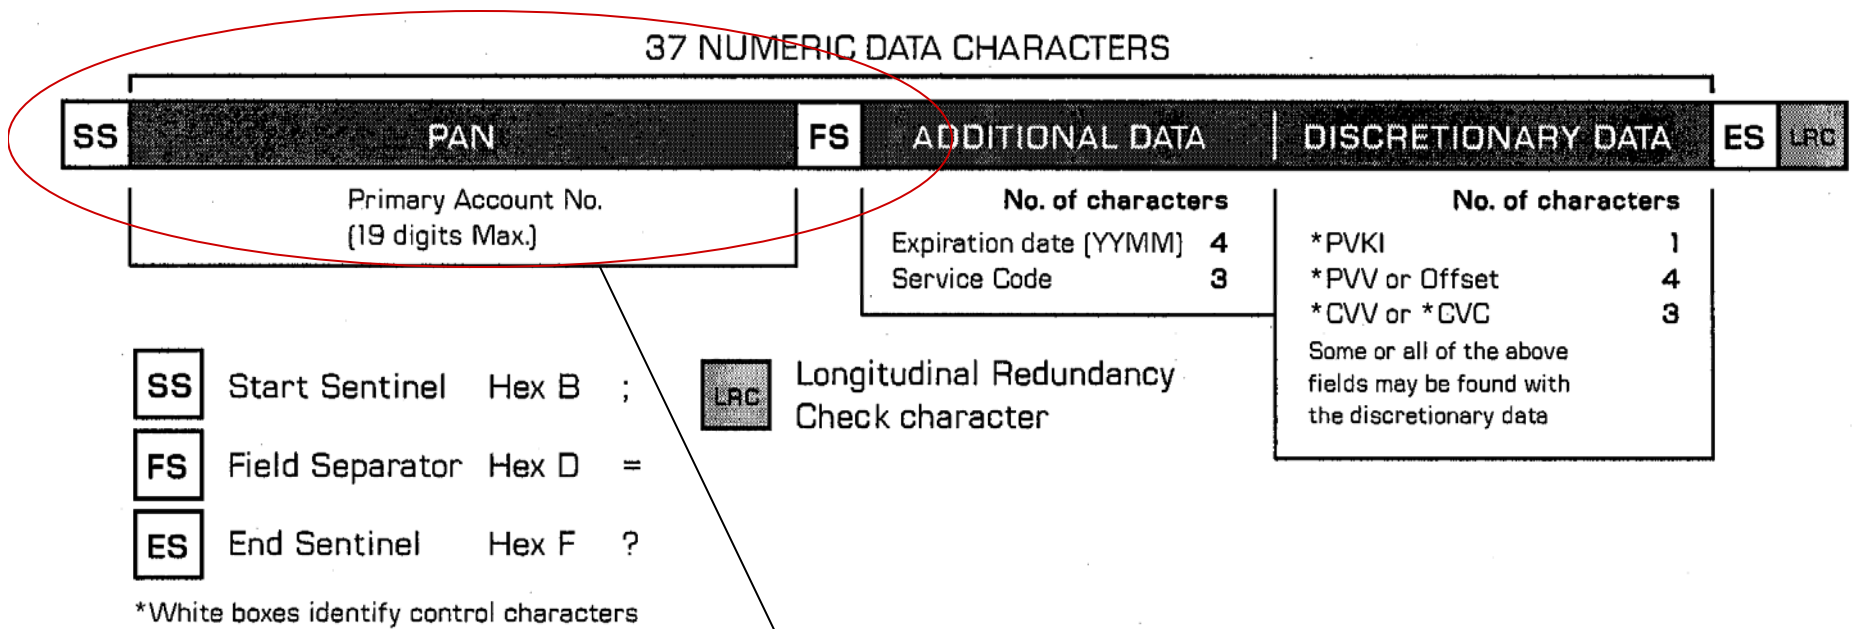 37 NUMERIC DATA CHARACTERS
SS PAN FS ADDITIONAL DATA DISCRETIONARY DATA ES LRC
Primary Account No.
(19 digits Max.)
No. of characters
Expiration date (YYMM) 4
Service Code 3
No. of characters
*PVKI 1
*PVV or Offset 4
*CVV or *CVC 3
Some or all of the above
fields may be found with
the discretionary data
SS Start Sentinel Hex B ;
FS Field Separator Hex D =
ES End Sentinel Hex F ?
LRC Longitudinal Redundancy
Check character
*White boxes identify control characters